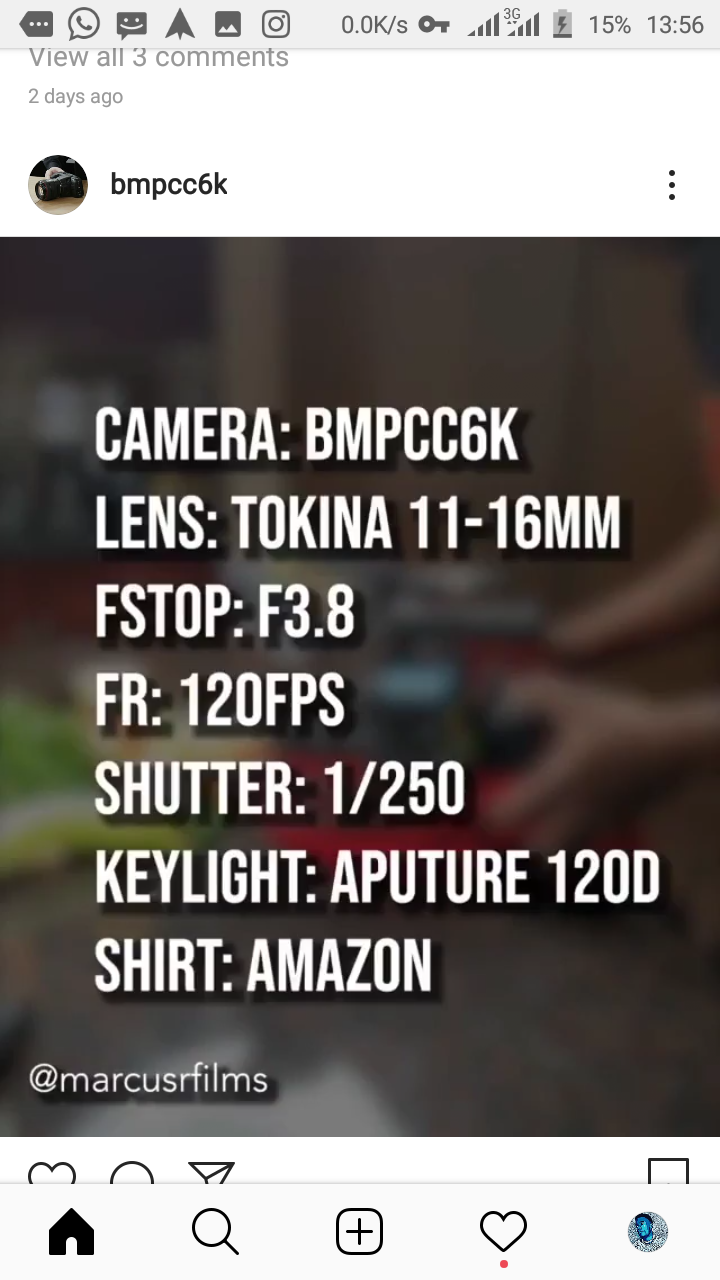 0.0K/s 3G 15% 13:56
View all 3 comments
2 days ago
bmpcc6k
CAMERA: BMPCC6K
LENS: TOKINA 11-16MM
FSTOP: F3.8
FR: 120FPS
SHUTTER: 1/250
KEYLIGHT: APUTURE 120D
SHIRT: AMAZON
@marcusrfilms